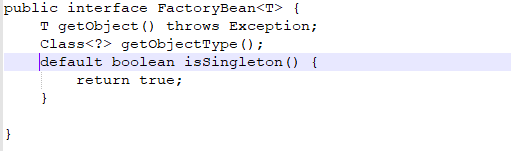 public interface FactoryBean<T> {
    T getObject() throws Exception;
    Class<?> getObjectType();
    default boolean isSingleton() {
        return true;
    }
}